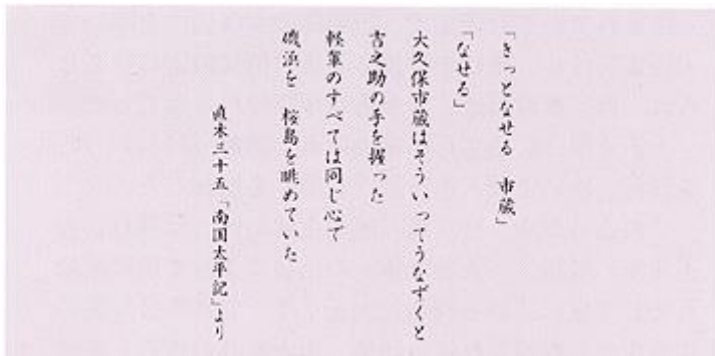 「きっとなせる　市蔵」
「なせる」
大久保市蔵はそういってうなずくと
吉之助の手を握った
軽輩のすべては同じ心で
磯浜を　桜島を眺めていた
直木三十五「南国太平記」より